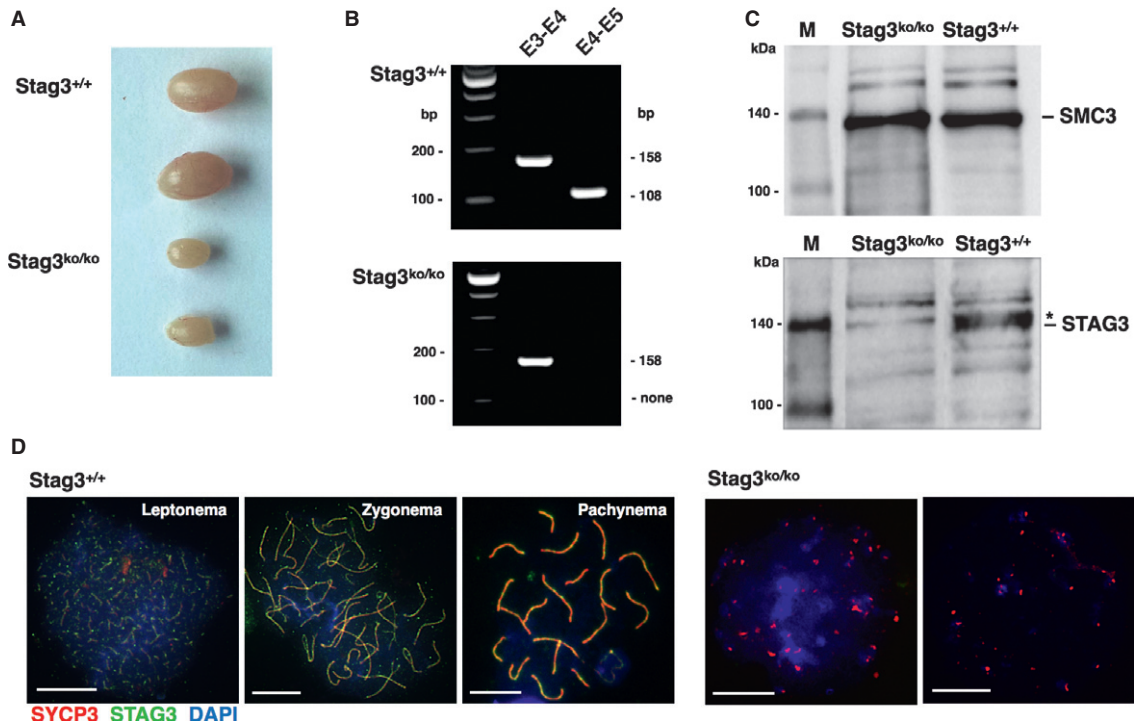 A
Stag3+/+
Stag3ko/ko
B
E3-E4
E4-E5
Stag3+/+
bp
bp
200 -
- 158
100 -
- 108
Stag3ko/ko
200 -
- 158
100 -
- none
C
M Stag3ko/ko Stag3+/+
kDa
140 -
– SMC3
100 -
M Stag3ko/ko Stag3+/+
kDa
*
140 -
– STAG3
100 -
D
Stag3+/+
Leptonema
Zygonema
Pachynema
SYCP3 STAG3 DAPI
Stag3ko/ko